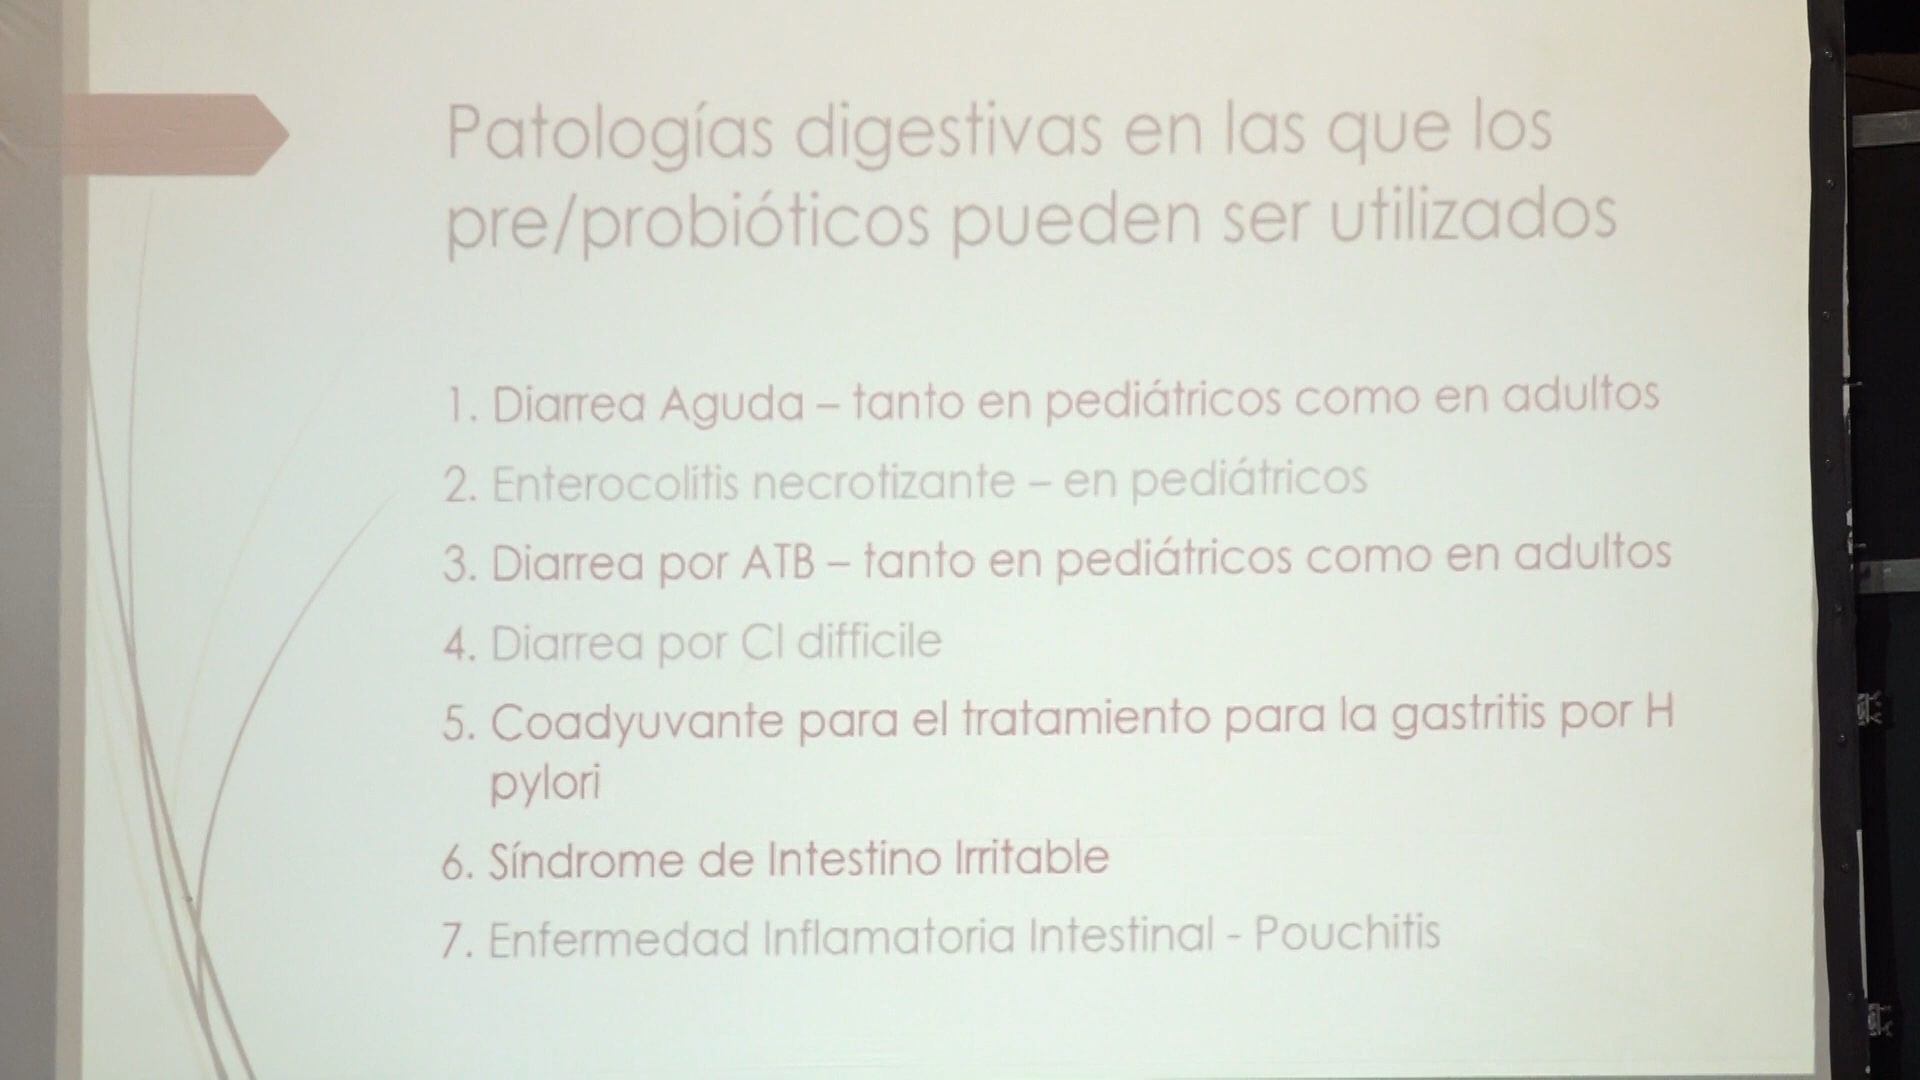 Patologías digestivas en las que los
pre/probióticos pueden ser utilizados
1. Diarrea Aguda – tanto en pediátricos como en adultos
2. Enterocolitis necrotizante – en pediátricos
3. Diarrea por ATB – tanto en pediátricos como en adultos
4. Diarrea por Cl difficile
5. Coadyuvante para el tratamiento para la gastritis por H
pylori
6. Síndrome de Intestino Irritable
7. Enfermedad Inflamatoria Intestinal - Pouchitis